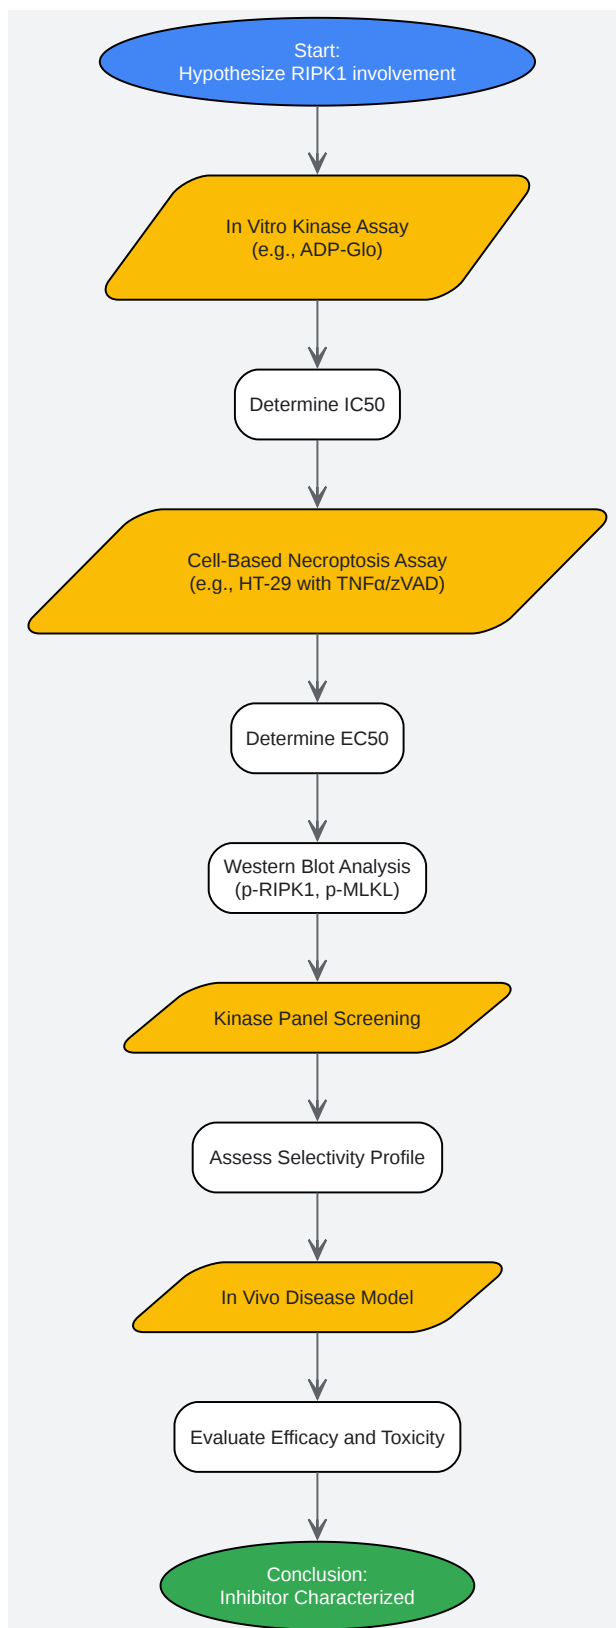 Start:
Hypothesize RIPK1 involvement
In Vitro Kinase Assay
(e.g., ADP-Glo)
Determine IC50
Cell-Based Necroptosis Assay
(e.g., HT-29 with TNFα/zVAD)
Determine EC50
Western Blot Analysis
(p-RIPK1, p-MLKL)
Kinase Panel Screening
Assess Selectivity Profile
In Vivo Disease Model
Evaluate Efficacy and Toxicity
Conclusion:
Inhibitor Characterized